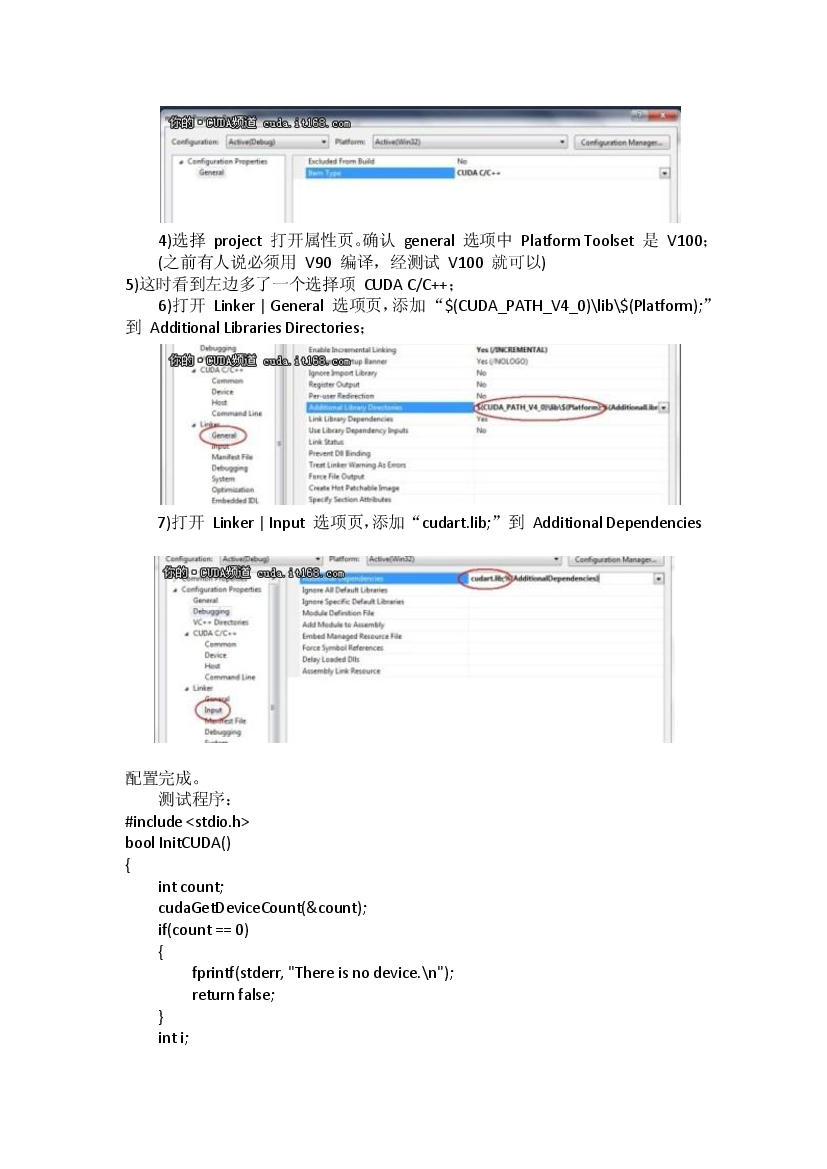 你的·CUDA频道 cuda.it168.com
Configuration: Active(Debug) Platform: Active(Win32) Configuration Manager...
Configuration Properties
General
Excluded From Build No
Item Type CUDA C/C++
4)选择 project 打开属性页。确认 general 选项中 Platform Toolset 是 V100；
(之前有人说必须用 V90 编译，经测试 V100 就可以)
5)这时看到左边多了一个选择项 CUDA C/C++；
6)打开 Linker | General 选项页，添加“$(CUDA_PATH_V4_0)\lib\$(Platform);”
到 Additional Libraries Directories；
Debugging
你的·CUDA频道 cuda.it168.com
CUDA C/C++
Common
Device
Host
Command Line
Linker
General
Input
Manifest File
Debugging
System
Optimization
Embedded IDL
Enable Incremental Linking Yes (/INCREMENTAL)
Banner Yes (/NOLOGO)
Ignore Import Library No
Register Output No
Per-user Redirection No
Additional Library Directories $(CUDA_PATH_V4_0)\lib\$(Platform)
Link Library Dependencies Yes
Use Library Dependency Inputs No
Link Status
Prevent Dll Binding
Treat Linker Warning As Errors
Force File Output
Create Hot Patchable Image
Specify Section Attributes
7)打开 Linker | Input 选项页，添加“cudart.lib;”到 Additional Dependencies
Configuration: Active(Debug) Platform: Active(Win32) Configuration Manager...
你的·CUDA频道 cuda.it168.com
Configuration Properties
General
Debugging
VC++ Directories
CUDA C/C++
Common
Device
Host
Command Line
Linker
General
Input
Manifest File
Debugging
cudart.lib;%(AdditionalDependencies)
Ignore All Default Libraries
Ignore Specific Default Libraries
Module Definition File
Add Module to Assembly
Embed Managed Resource File
Force Symbol References
Delay Loaded Dlls
Assembly Link Resource
配置完成。
测试程序：
#include <stdio.h>
bool InitCUDA()
{
int count;
cudaGetDeviceCount(&count);
if(count == 0)
{
fprintf(stderr, "There is no device.\n");
return false;
}
int i;